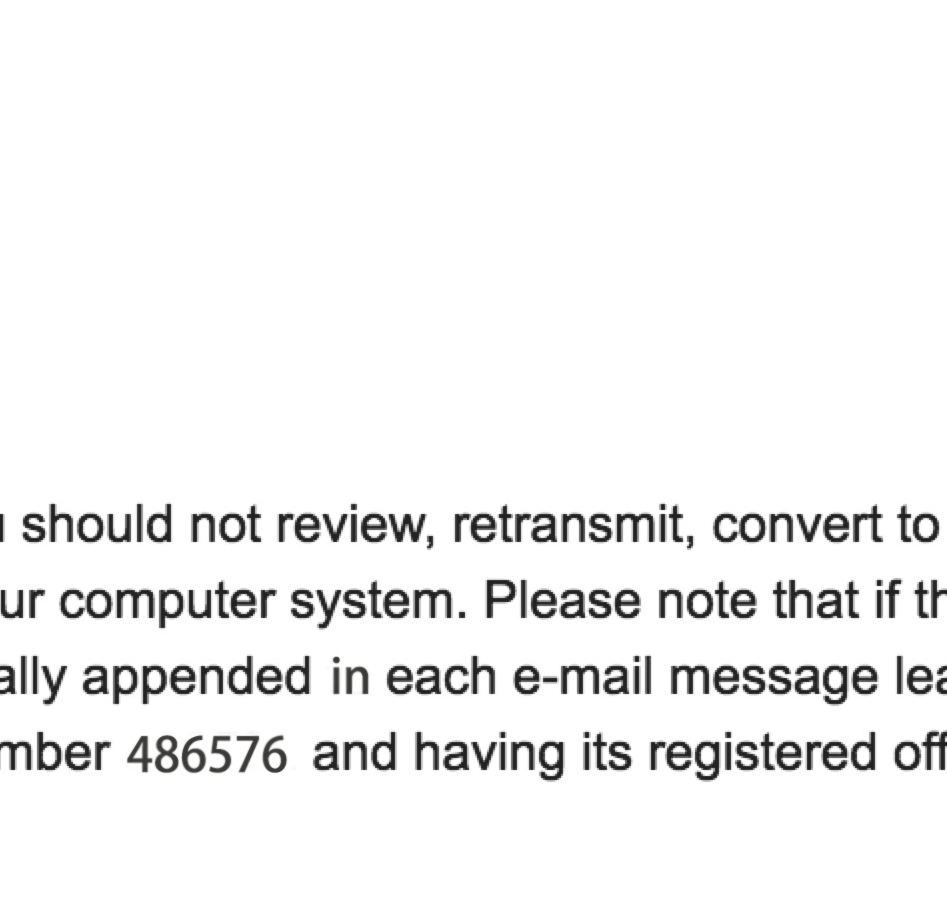 should not review, retransmit, convert to
ur computer system. Please note that if th
ally appended in each e-mail message lea
mber 486576 and having its registered off